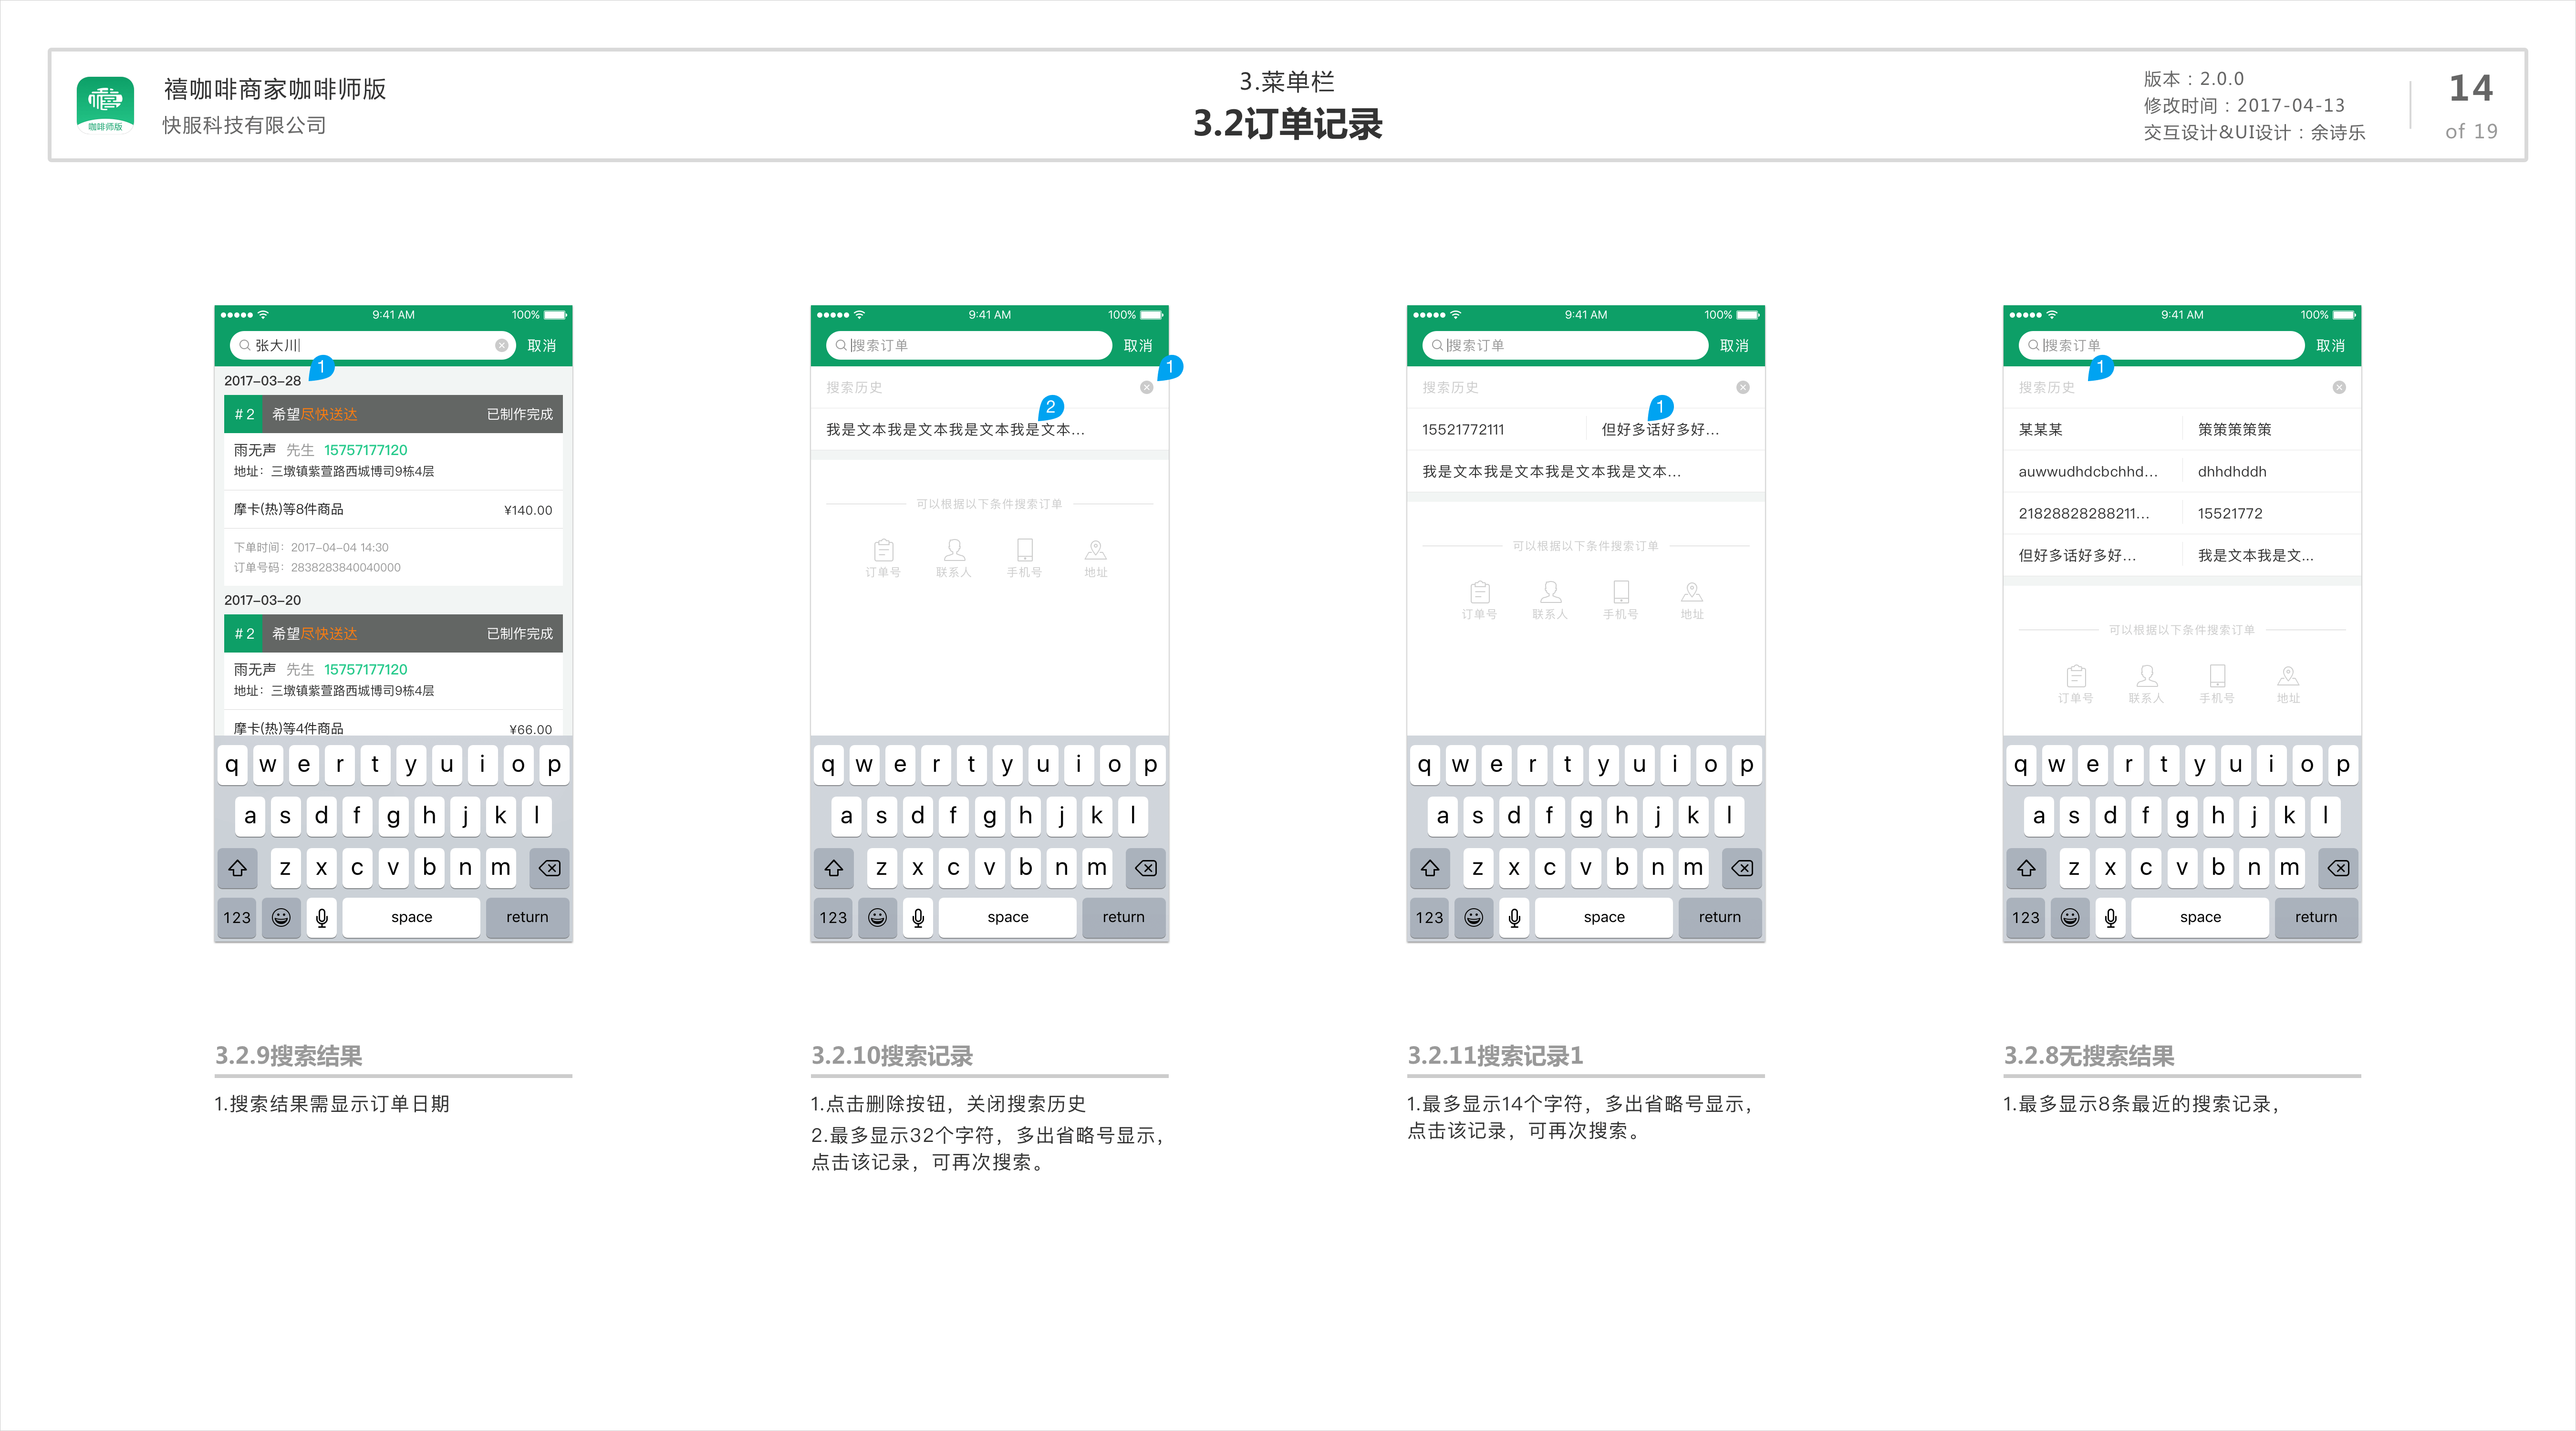 禧咖啡商家咖啡师版
快服科技有限公司
咖啡师版
3.菜单栏
3.2订单记录
版本：2.0.0
修改时间：2017-04-13
交互设计&UI设计：余诗乐
14
of 19
9:41 AM 100%
张大川 取消
1
2017-03-28
#2 希望尽快送达 已制作完成
雨无声 先生 15757177120
地址：三墩镇紫萱路西城博司9栋4层
摩卡(热)等8件商品 ¥140.00
下单时间：2017-04-04 14:30
订单号码：2838283840040000
2017-03-20
#2 希望尽快送达 已制作完成
雨无声 先生 15757177120
地址：三墩镇紫萱路西城博司9栋4层
摩卡(热)等4件商品 ¥66.00
q w e r t y u i o p
a s d f g h j k l
z x c v b n m
123 space return
3.2.9搜索结果
1.搜索结果需显示订单日期
9:41 AM 100%
搜索订单 取消
1
搜索历史
2
我是文本我是文本我是文本我是文本...
可以根据以下条件搜索订单
订单号 联系人 手机号 地址
q w e r t y u i o p
a s d f g h j k l
z x c v b n m
123 space return
3.2.10搜索记录
1.点击删除按钮，关闭搜索历史
2.最多显示32个字符，多出省略号显示，
点击该记录，可再次搜索。
9:41 AM 100%
搜索订单 取消
搜索历史
1
15521772111 但好多话好多好...
我是文本我是文本我是文本我是文本...
可以根据以下条件搜索订单
订单号 联系人 手机号 地址
q w e r t y u i o p
a s d f g h j k l
z x c v b n m
123 space return
3.2.11搜索记录1
1.最多显示14个字符，多出省略号显示，
点击该记录，可再次搜索。
9:41 AM 100%
搜索订单 取消
1
搜索历史
某某某 策策策策策
auwwudhdcbchhd... dhhdhddh
21828828288211... 15521772
但好多话好多好... 我是文本我是文...
可以根据以下条件搜索订单
订单号 联系人 手机号 地址
q w e r t y u i o p
a s d f g h j k l
z x c v b n m
123 space return
3.2.8无搜索结果
1.最多显示8条最近的搜索记录，